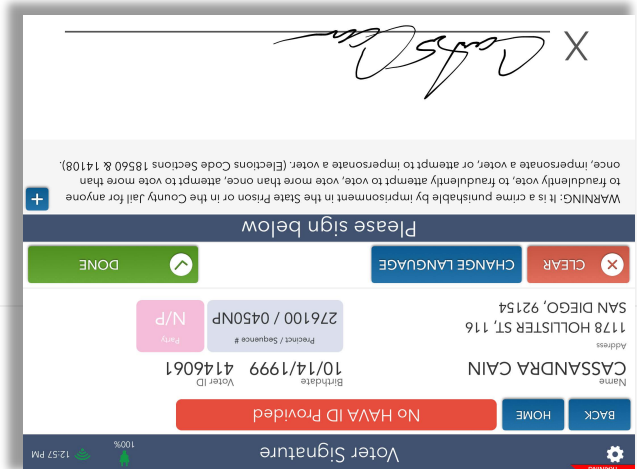 TRAINING
Voter Signature
100%
12:57 PM
BACK
HOME
No HAVA ID Provided
Name
CASSANDRA CAIN
Birthdate
10/14/1999
Voter ID
4146061
Address
1178 HOLLISTER ST, 116
SAN DIEGO, 92154
Precinct / Sequence #
276100 / 0450NP
Party
N/P
CLEAR
CHANGE LANGUAGE
DONE
Please sign below
WARNING: It is a crime punishable by imprisonment in the State Prison or in the County Jail for anyone
to fraudulently vote, to fraudulently attempt to vote, vote more than once, attempt to vote more than
once, impersonate a voter, or attempt to impersonate a voter. (Elections Code Sections 18560 & 14108).
+
X